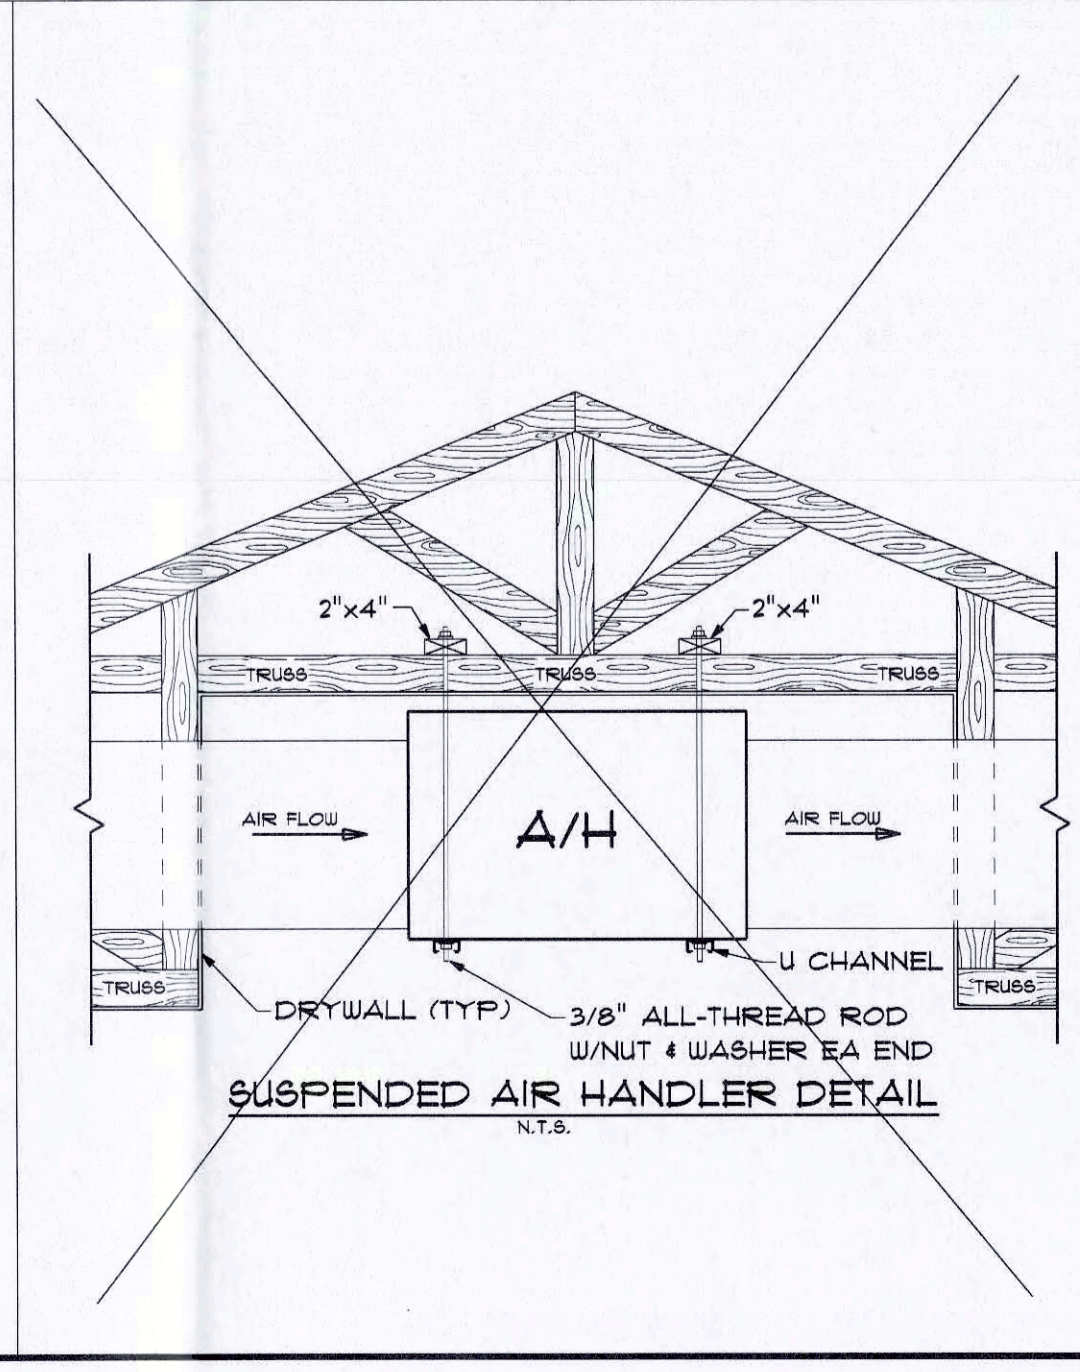 2"x4"
2"x4"
TRUSS
TRUSS
TRUSS
AIR FLOW
A/H
AIR FLOW
U CHANNEL
TRUSS
TRUSS
DRYWALL (TYP)
3/8" ALL-THREAD ROD
W/NUT & WASHER EA END
SUSPENDED AIR HANDLER DETAIL
N.T.S.